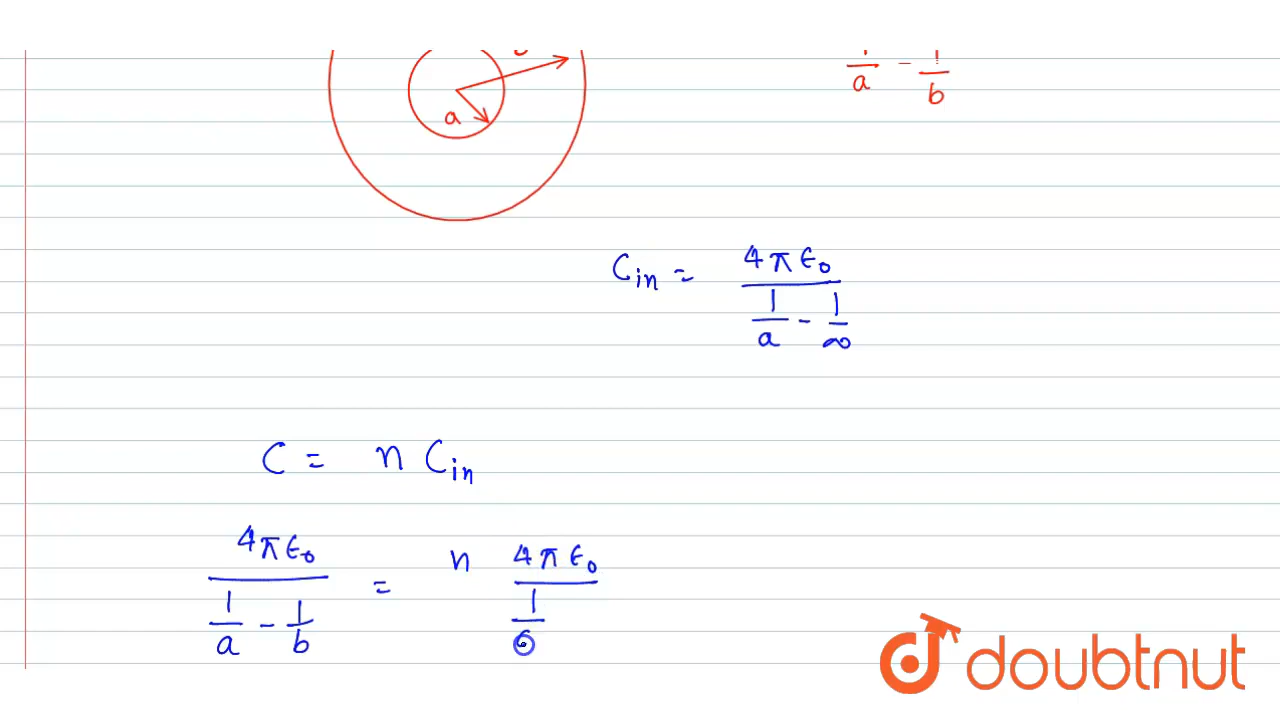 a
1/a - 1/b
C_in = 4πε₀ / (1/a - 1/∞)
C = n C_in
4πε₀ / (1/a - 1/b) = n 4πε₀ / (1/
doubtnut